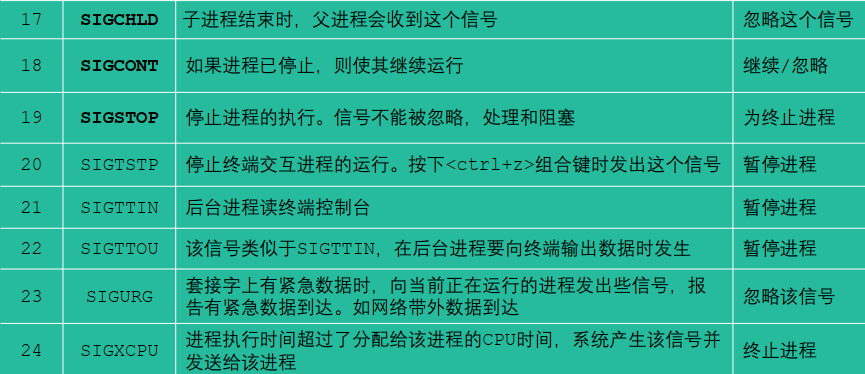 17 SIGCHLD 子进程结束时，父进程会收到这个信号 忽略这个信号
18 SIGCONT 如果进程已停止，则使其继续运行 继续/忽略
19 SIGSTOP 停止进程的执行。信号不能被忽略，处理和阻塞 为终止进程
20 SIGTSTP 停止终端交互进程的运行。按下<ctrl+z>组合键时发出这个信号 暂停进程
21 SIGTTIN 后台进程读终端控制台 暂停进程
22 SIGTTOU 该信号类似于SIGTTIN，在后台进程要向终端输出数据时发生 暂停进程
23 SIGURG 套接字上有紧急数据时，向当前正在运行的进程发出些信号，报
告有紧急数据到达。如网络带外数据到达 忽略该信号
24 SIGXCPU 进程执行时间超过了分配给该进程的CPU时间，系统产生该信号并
发送给该进程 终止进程